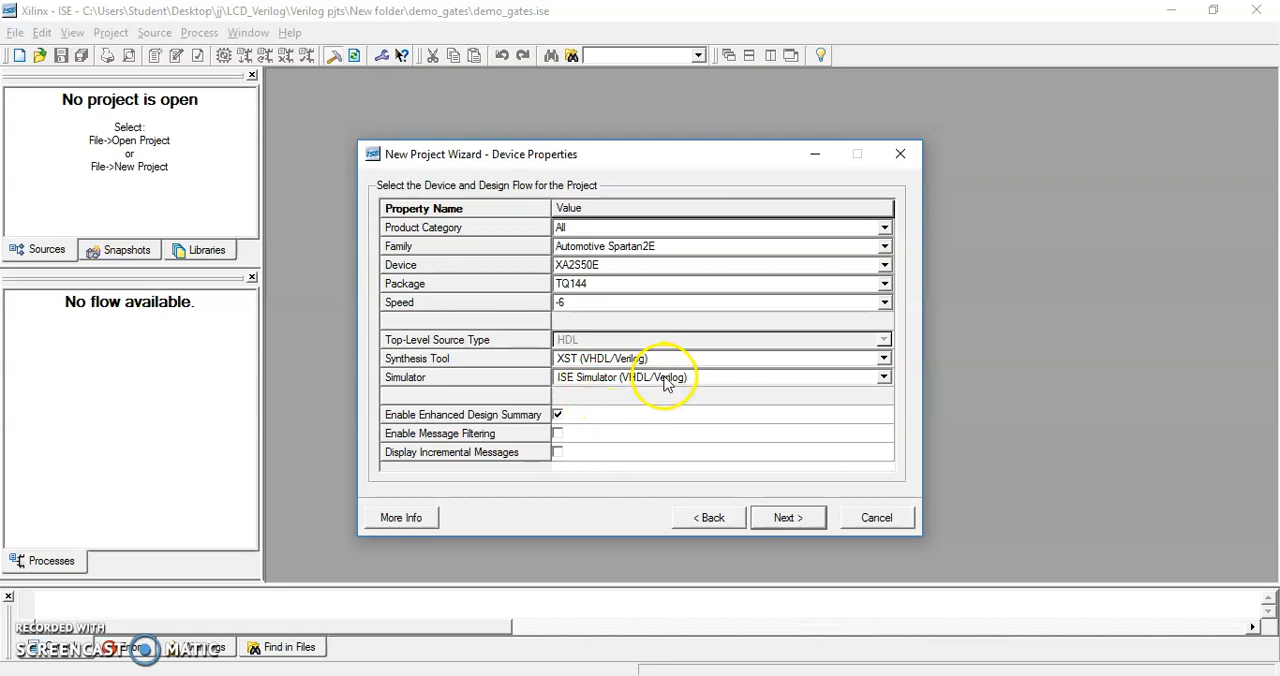 Xilinx - ISE - C:\Users\Student\Desktop\jj\LCD_Verilog\Verilog pjts\New folder\demo_gates\demo_gates.ise
File Edit View Project Source Process Window Help
No project is open
Select:
File->Open Project
or
File->New Project
Sources Snapshots Libraries
No flow available.
Processes
New Project Wizard - Device Properties
Select the Device and Design Flow for the Project
Property Name Value
Product Category All
Family Automotive Spartan2E
Device XA2S50E
Package TQ144
Speed -6
Top-Level Source Type HDL
Synthesis Tool XST (VHDL/Verilog)
Simulator ISE Simulator (VHDL/Verilog)
Enable Enhanced Design Summary
Enable Message Filtering
Display Incremental Messages
More Info < Back Next > Cancel
RECORDED WITH
SCREENCAST MATIC
Find in Files